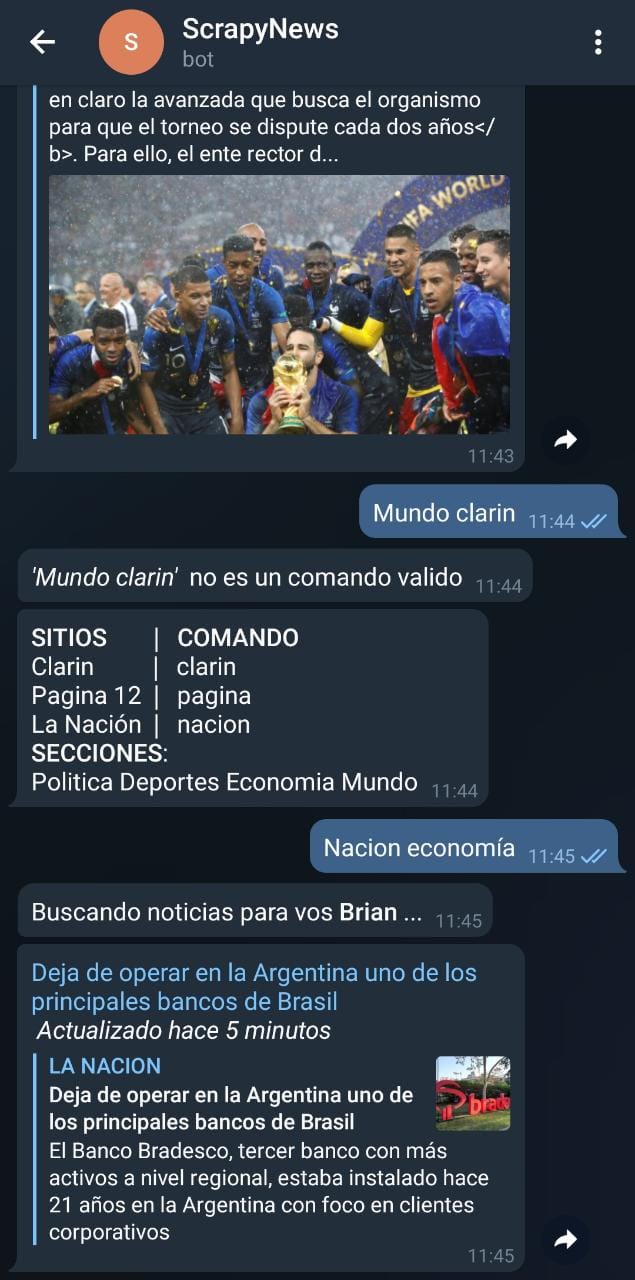 S
ScrapyNews
bot
en claro la avanzada que busca el organismo
para que el torneo se dispute cada dos años</
b>. Para ello, el ente rector d...
FIFA WORLD
10
11:43
Mundo clarin 11:44
'Mundo clarin' no es un comando valido 11:44
SITIOS | COMANDO
Clarin | clarin
Pagina 12 | pagina
La Nación | nacion
SECCIONES:
Politica Deportes Economia Mundo 11:44
Nacion economía 11:45
Buscando noticias para vos Brian ... 11:45
Deja de operar en la Argentina uno de los
principales bancos de Brasil
Actualizado hace 5 minutos
LA NACION
Deja de operar en la Argentina uno de
los principales bancos de Brasil
brade
El Banco Bradesco, tercer banco con más
activos a nivel regional, estaba instalado hace
21 años en la Argentina con foco en clientes
corporativos
11:45